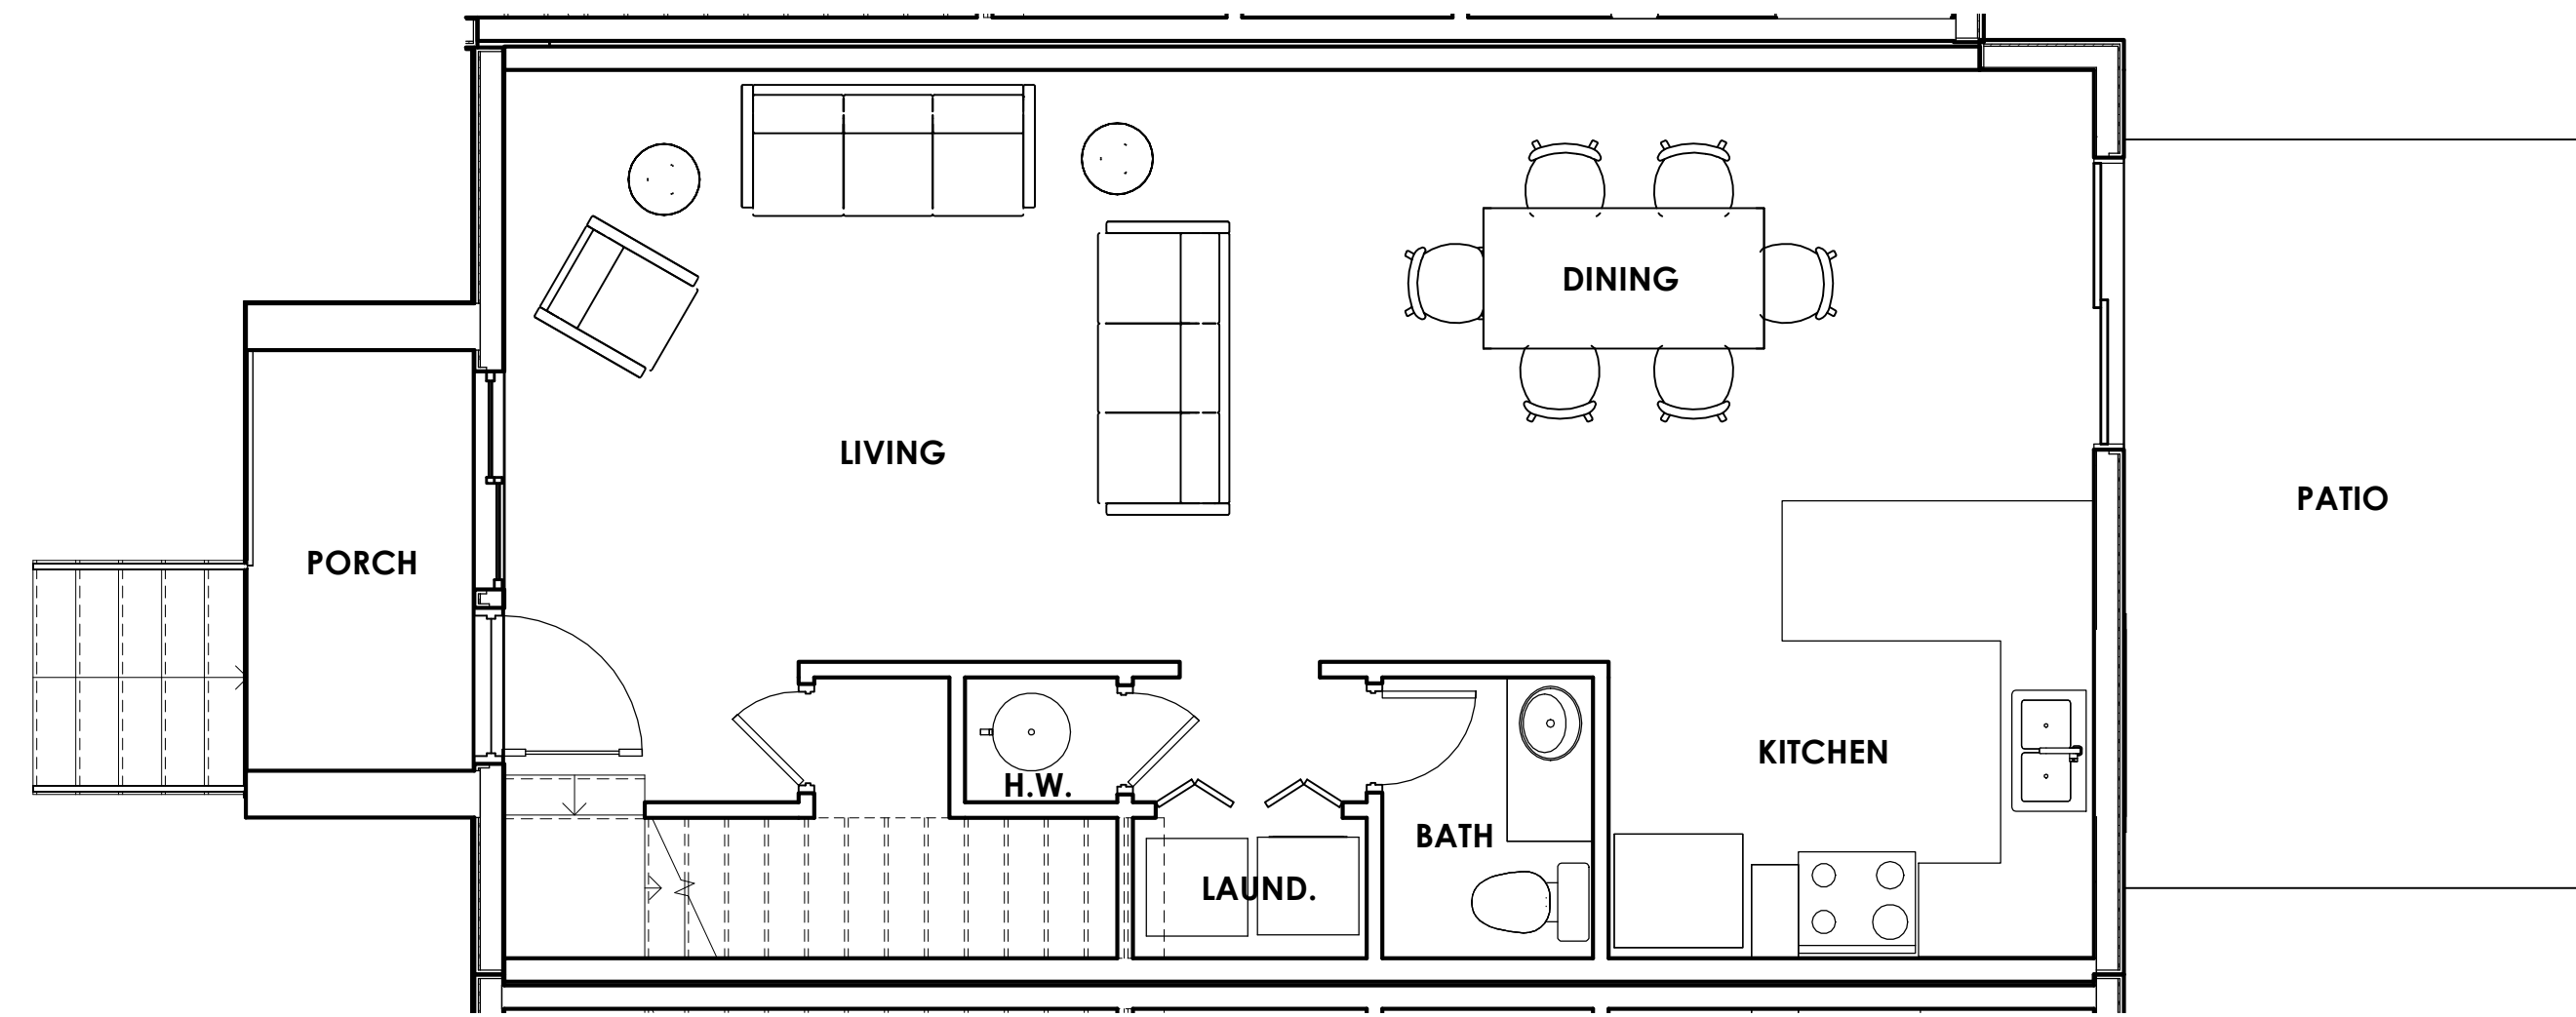 DINING
LIVING
PATIO
PORCH
KITCHEN
H.W.
BATH
LAUND.